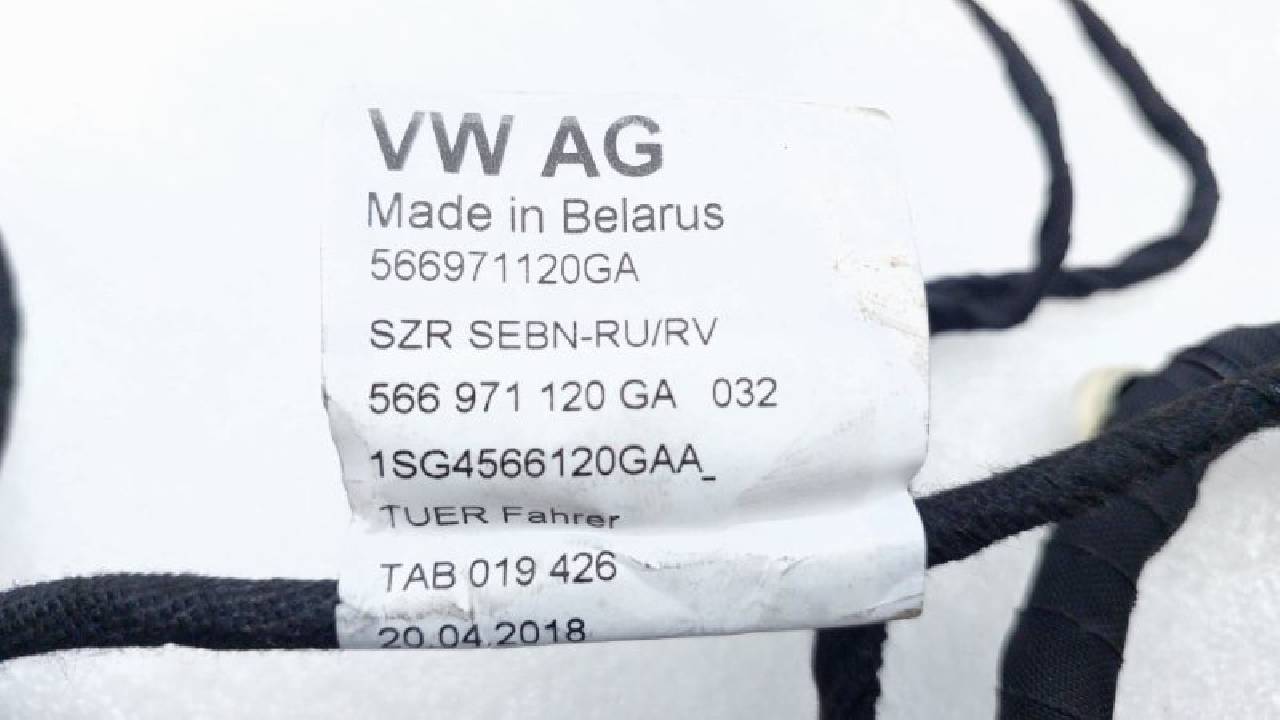 VW AG
Made in Belarus
566971120GA
SZR SEBN-RU/RV
566 971 120 GA 032
1SG4566120GAA_
TUER Fahrer
TAB 019 426
20.04.2018